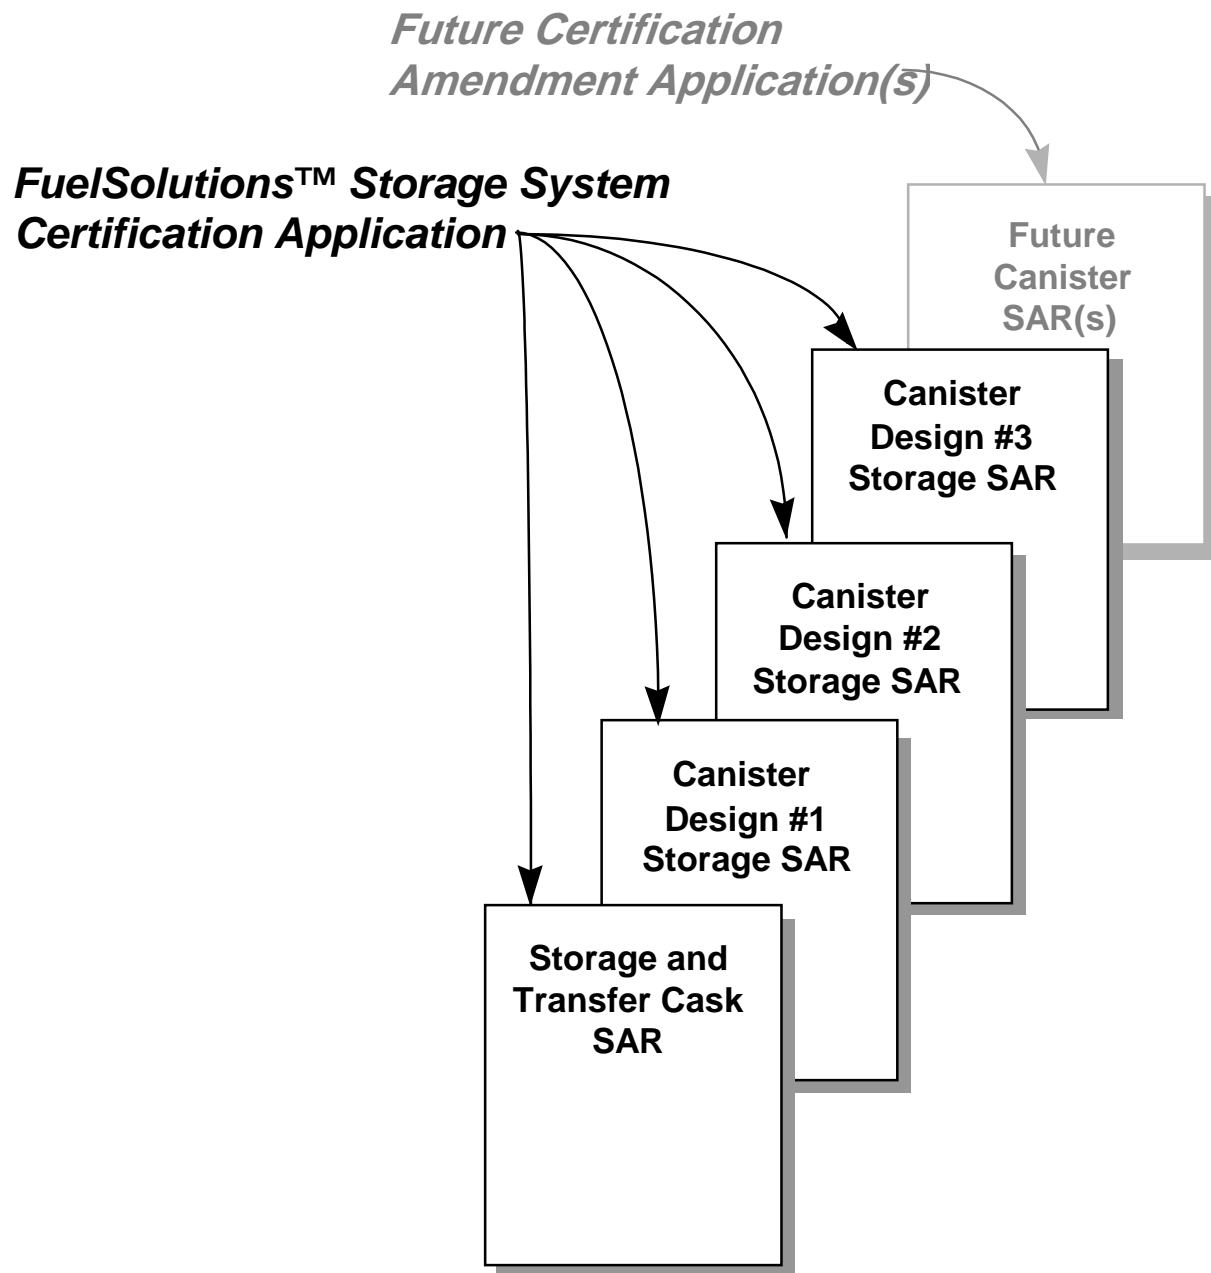 Future Certification
Amendment Application(s)
FuelSolutions™ Storage System
Certification Application
Future
Canister
SAR(s)
Canister
Design #3
Storage SAR
Canister
Design #2
Storage SAR
Canister
Design #1
Storage SAR
Storage and
Transfer Cask
SAR